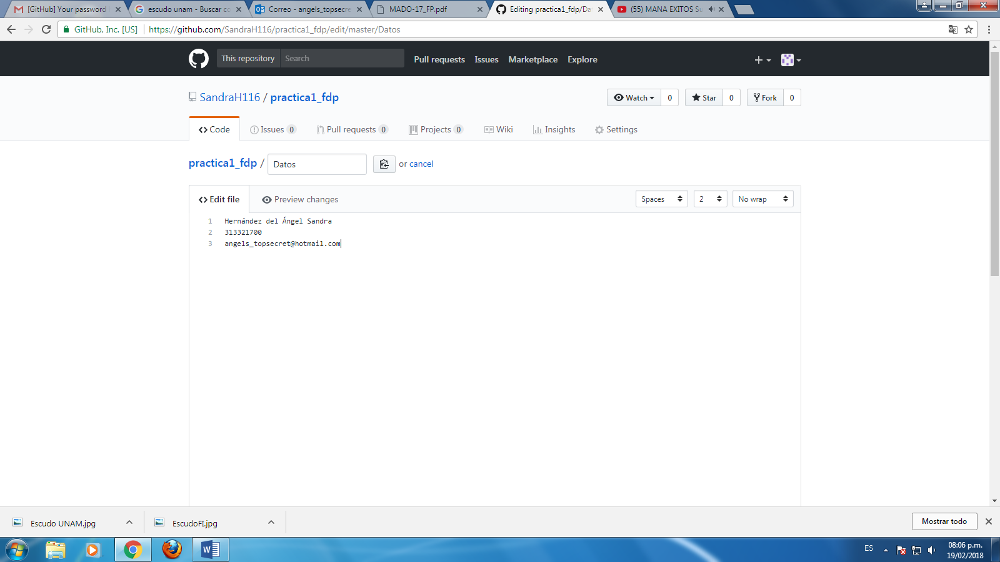 [GitHub] Your password
escudo unam - Buscar co
Correo - angels_topsecre
MADO-17_FP.pdf
Editing practica1_fdp/Da
(55) MANA EXITOS Su
GitHub, Inc. [US]
https://github.com/SandraH116/practica1_fdp/edit/master/Datos
This repository
Search
Pull requests
Issues
Marketplace
Explore
SandraH116 / practica1_fdp
Watch 0
Star 0
Fork 0
Code
Issues 0
Pull requests 0
Projects 0
Wiki
Insights
Settings
practica1_fdp / Datos or cancel
Edit file
Preview changes
Spaces
2
No wrap
1 Hernández del Ángel Sandra
2 313321700
3 angels_topsecret@hotmail.com
Escudo UNAM.jpg
EscudoFI.jpg
Mostrar todo
ES
08:06 p.m.
19/02/2018